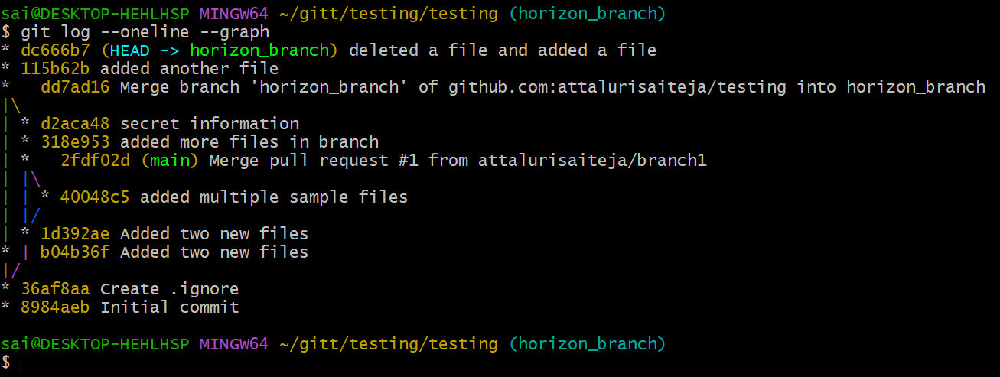 sai@DESKTOP-HEHLHSP MINGW64 ~/gitt/testing/testing (horizon_branch)
$ git log --oneline --graph
* dc666b7 (HEAD -> horizon_branch) deleted a file and added a file
* 115b62b added another file
*   dd7ad16 Merge branch 'horizon_branch' of github.com:attalurisaiteja/testing into horizon_branch
|\
| * d2aca48 secret information
| * 318e953 added more files in branch
| *   2fdf02d (main) Merge pull request #1 from attalurisaiteja/branch1
| |\
| | * 40048c5 added multiple sample files
| |/
| * 1d392ae Added two new files
* | b04b36f Added two new files
|/
* 36af8aa Create .ignore
* 8984aeb Initial commit

sai@DESKTOP-HEHLHSP MINGW64 ~/gitt/testing/testing (horizon_branch)
$